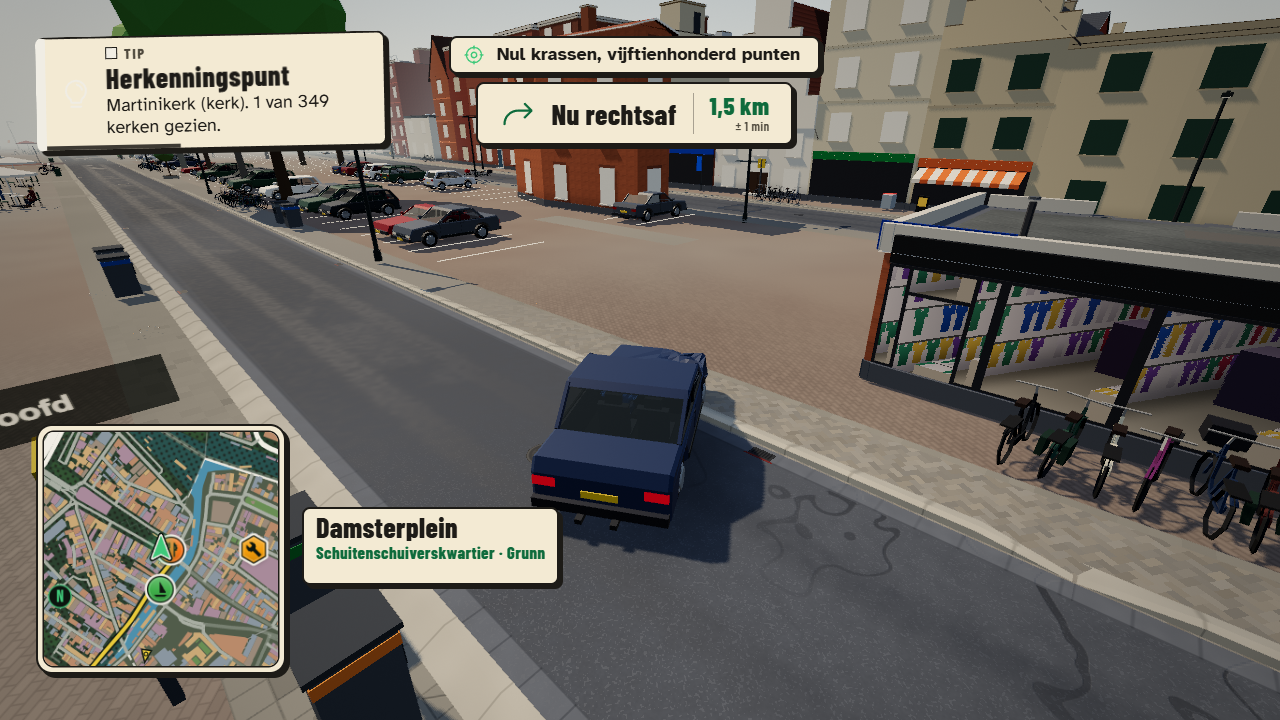 TIP
Herkenningspunt
Martinikerk (kerk). 1 van 349
kerken gezien.
Nul krassen, vijftienhonderd punten
Nu rechtsaf
1,5 km
± 1 min
oofd
Damsterplein
Schuitenschuiverskwartier · Grunn
N